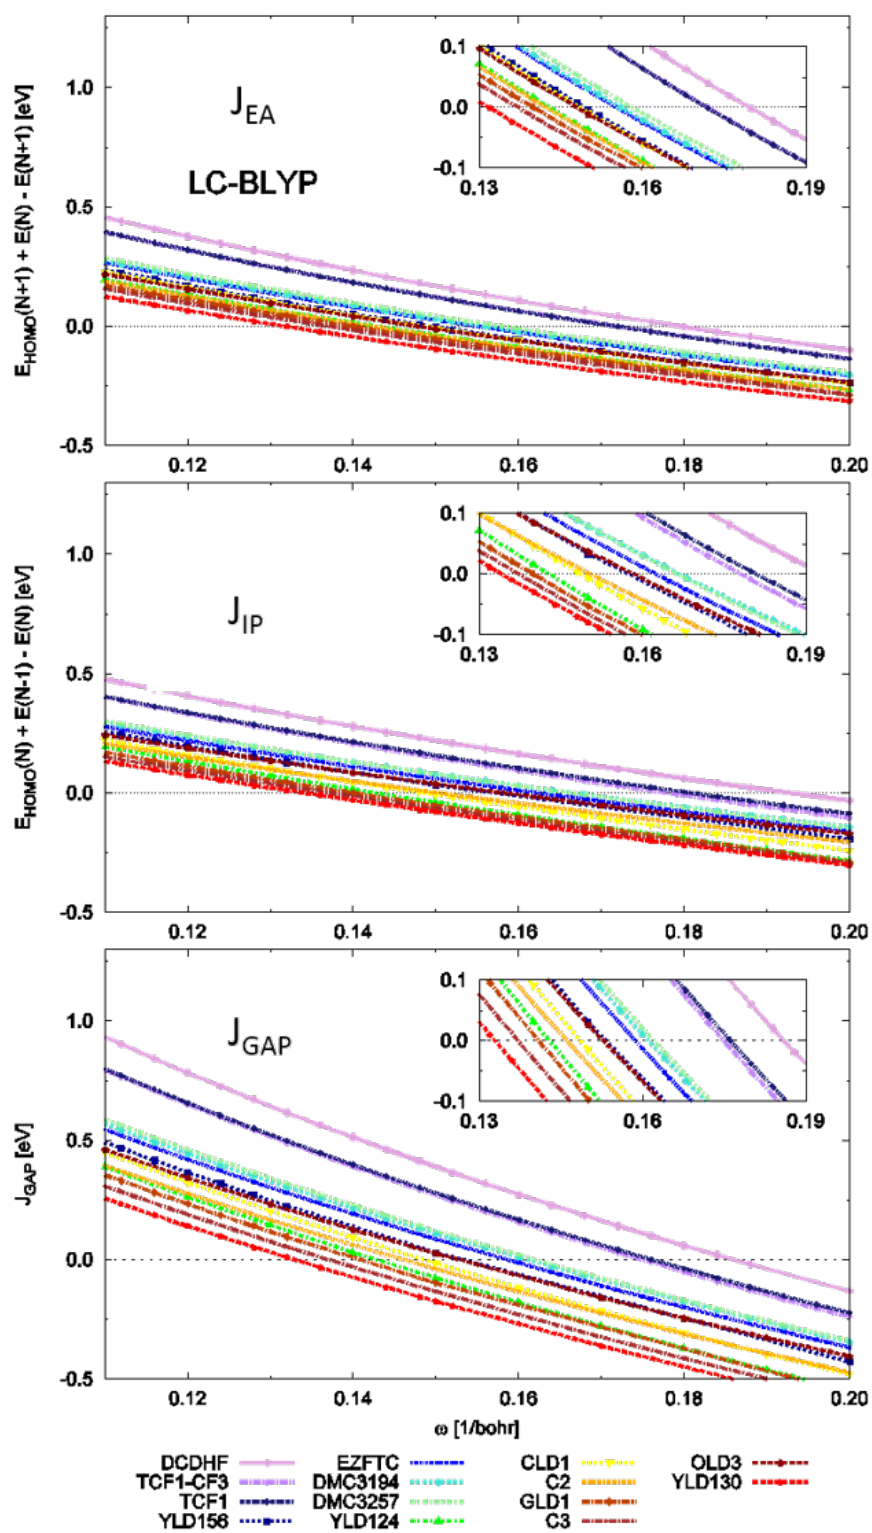 1.0
0.5
0.0
-0.5
E_HOMO(N+1) + E(N) - E(N+1) [eV]
J_EA
LC-BLYP
0.1
0.0
-0.1
0.13 0.16 0.19
0.12 0.14 0.16 0.18 0.20
1.0
0.5
0.0
-0.5
E_HOMO(N) + E(N-1) - E(N) [eV]
J_IP
0.1
0.0
-0.1
0.13 0.16 0.19
0.12 0.14 0.16 0.18 0.20
1.0
0.5
0.0
-0.5
J_GAP [eV]
J_GAP
0.1
0.0
-0.1
0.13 0.16 0.19
0.12 0.14 0.16 0.18 0.20
ω [1/bohr]
DCDHF EZFTC CLD1 OLD3
TCF1-CF3 DMC3194 C2 YLD130
TCF1 DMC3257 GLD1
YLD156 YLD124 C3